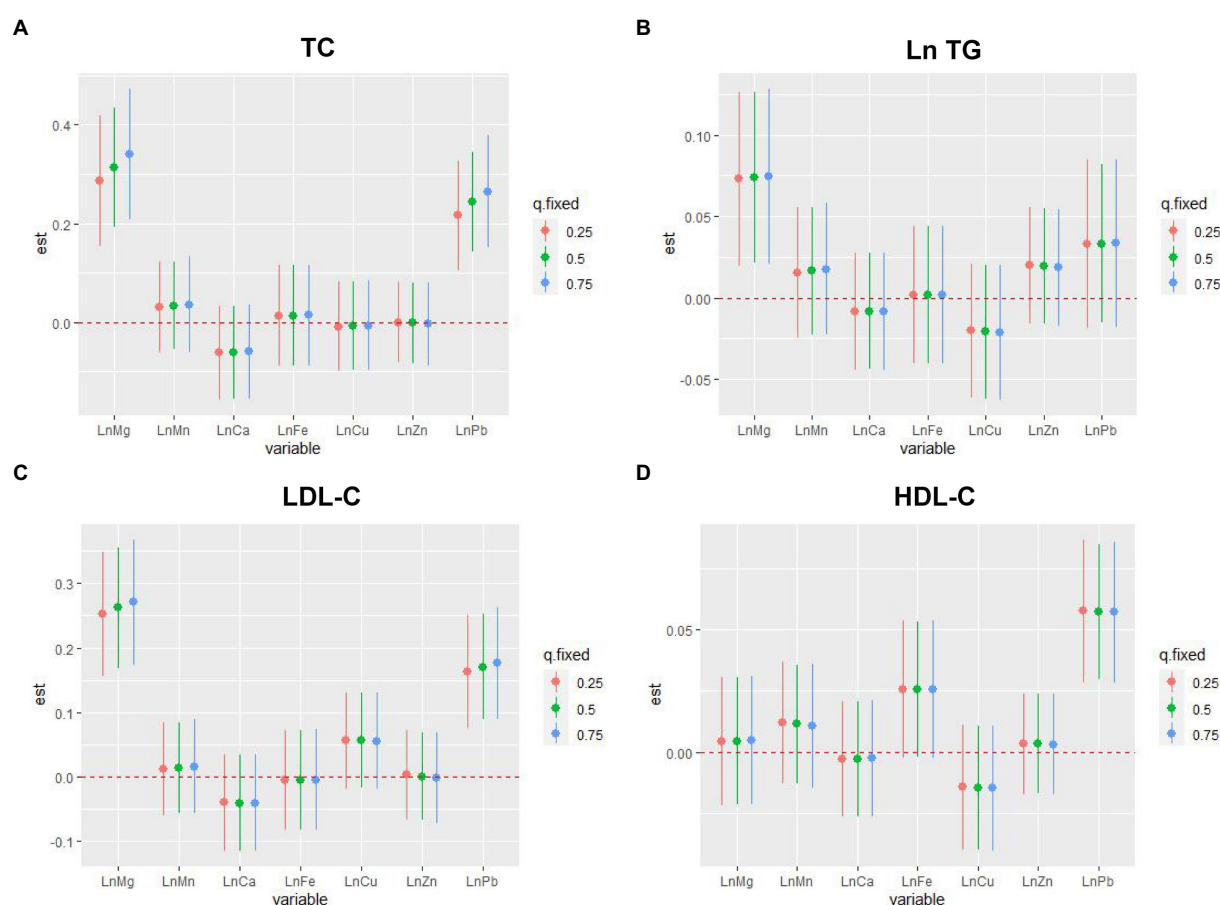 A
TC
est
0.4
0.2
0.0
LnMg LnMn LnCa LnFe LnCu LnZn LnPb
variable
q.fixed
0.25
0.5
0.75
B
Ln TG
est
0.10
0.05
0.00
-0.05
LnMg LnMn LnCa LnFe LnCu LnZn LnPb
variable
q.fixed
0.25
0.5
0.75
C
LDL-C
est
0.3
0.2
0.1
0.0
-0.1
LnMg LnMn LnCa LnFe LnCu LnZn LnPb
variable
q.fixed
0.25
0.5
0.75
D
HDL-C
est
0.05
0.00
LnMg LnMn LnCa LnFe LnCu LnZn LnPb
variable
q.fixed
0.25
0.5
0.75